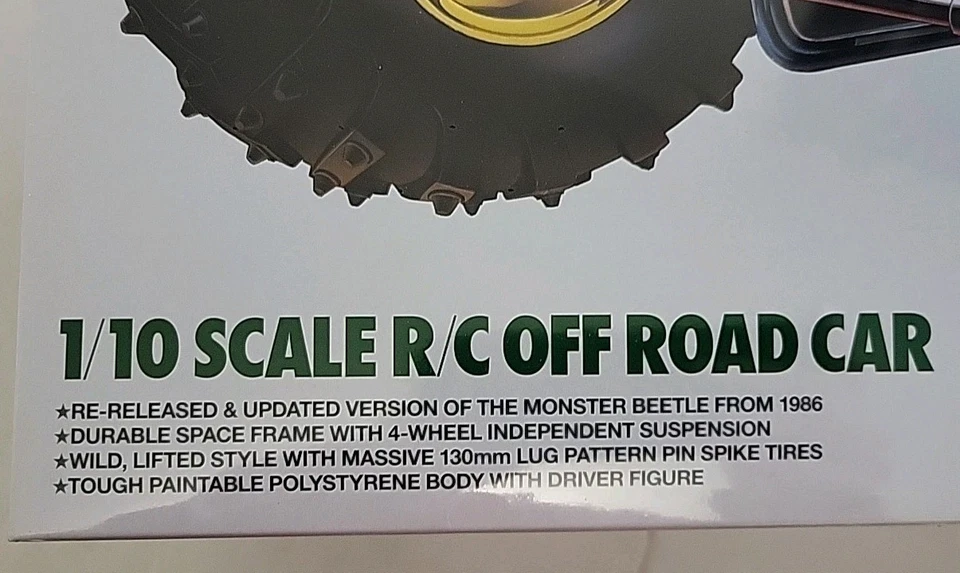 1/10 SCALE R/C OFF ROAD CAR
★RE-RELEASED & UPDATED VERSION OF THE MONSTER BEETLE FROM 1986
★DURABLE SPACE FRAME WITH 4-WHEEL INDEPENDENT SUSPENSION
★WILD, LIFTED STYLE WITH MASSIVE 130mm LUG PATTERN PIN SPIKE TIRES
★TOUGH PAINTABLE POLYSTYRENE BODY WITH DRIVER FIGURE